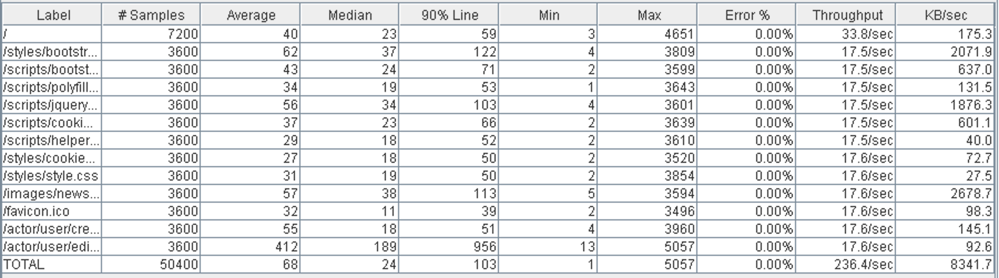 Label # Samples Average Median 90% Line Min Max Error % Throughput KB/sec
/ 7200 40 23 59 3 4651 0.00% 33.8/sec 175.3
/styles/bootstr... 3600 62 37 122 4 3809 0.00% 17.5/sec 2071.9
/scripts/bootst... 3600 43 24 71 2 3599 0.00% 17.5/sec 637.0
/scripts/polyfill... 3600 34 19 53 1 3643 0.00% 17.5/sec 131.5
/scripts/jquery... 3600 56 34 103 4 3601 0.00% 17.5/sec 1876.3
/scripts/cooki... 3600 37 23 66 2 3639 0.00% 17.5/sec 601.1
/scripts/helper... 3600 29 18 52 2 3610 0.00% 17.5/sec 40.0
/styles/cookie... 3600 27 18 50 2 3520 0.00% 17.6/sec 72.7
/styles/style.css 3600 31 19 50 2 3854 0.00% 17.6/sec 27.5
/images/news... 3600 57 38 113 5 3594 0.00% 17.6/sec 2678.7
/favicon.ico 3600 32 11 39 2 3496 0.00% 17.6/sec 98.3
/actor/user/cre... 3600 55 18 51 4 3960 0.00% 17.6/sec 145.1
/actor/user/edi... 3600 412 189 956 13 5057 0.00% 17.6/sec 92.6
TOTAL 50400 68 24 103 1 5057 0.00% 236.4/sec 8341.7